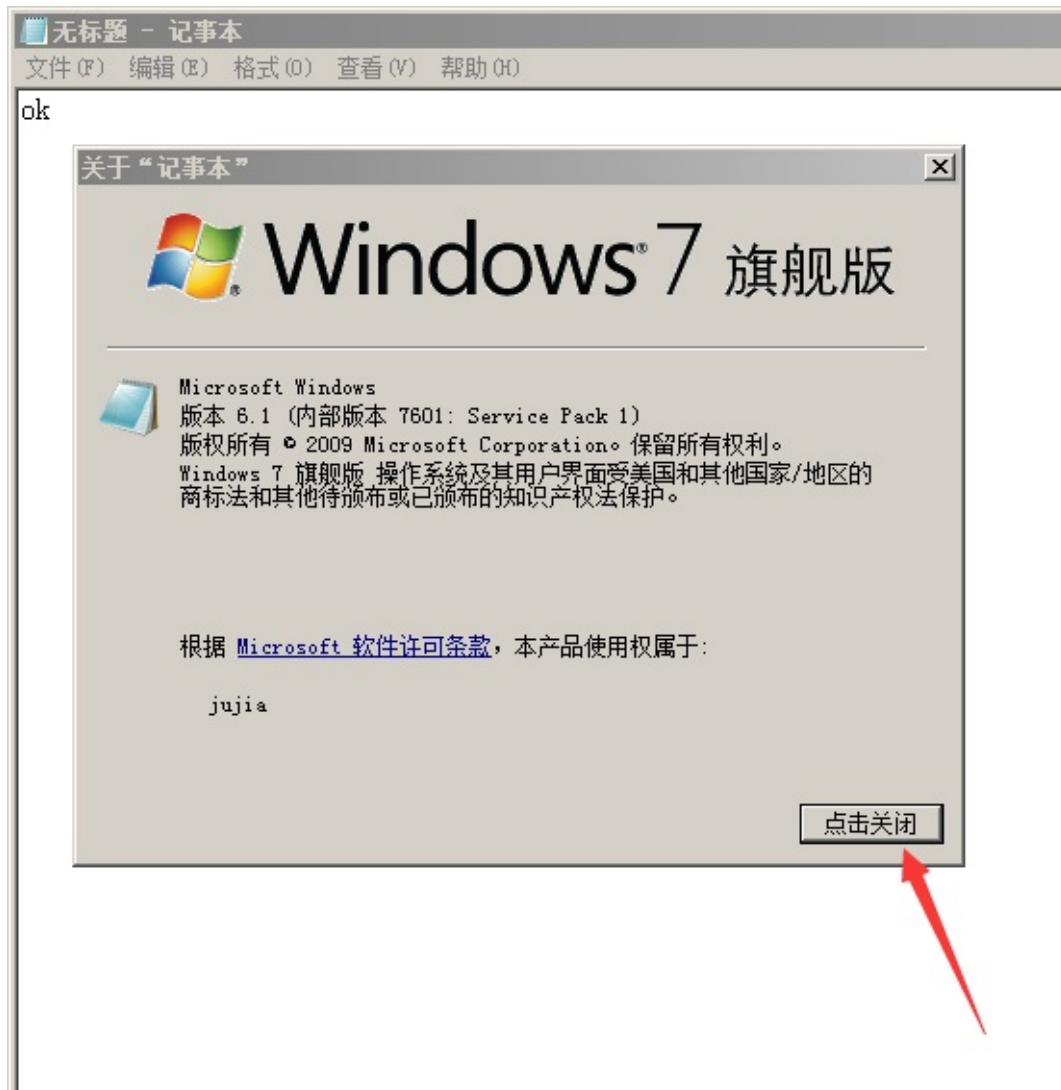 无标题 - 记事本
文件(F) 编辑(E) 格式(O) 查看(V) 帮助(H)
ok
关于“记事本”
Windows 7 旗舰版
Microsoft Windows
版本 6.1 (内部版本 7601: Service Pack 1)
版权所有 © 2009 Microsoft Corporation。保留所有权利。
Windows 7 旗舰版 操作系统及其用户界面受美国和其他国家/地区的
商标法和其他待颁布或已颁布的知识产权法保护。
根据 Microsoft 软件许可条款，本产品使用权属于:
jujia
点击关闭